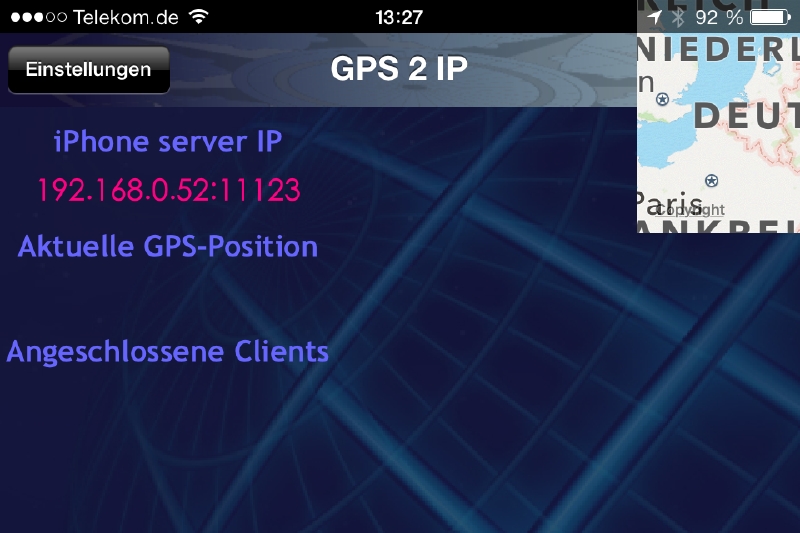 Telekom.de 13:27 92 %
Einstellungen
GPS 2 IP
NIEDERL
n
DEUT
iPhone server IP
192.168.0.52:11123
Paris
Copyright
Aktuelle GPS-Position
Angeschlossene Clients